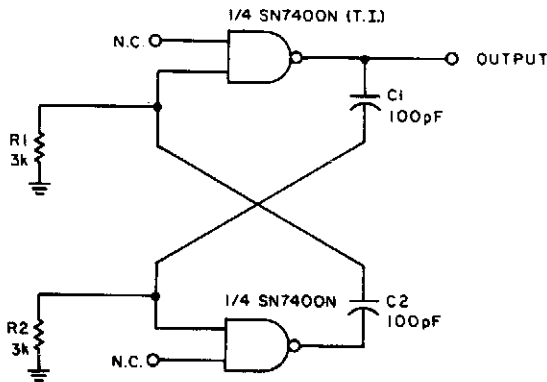 1/4 SN7400N (T.I.)
N.C.
OUTPUT
C1
100pF
R1
3k
1/4 SN7400N
C2
100pF
R2
3k
N.C.